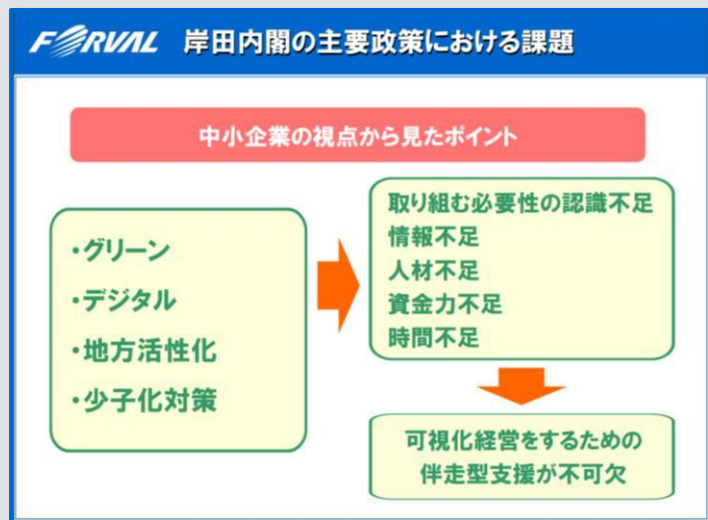 FORVAL 岸田内閣の主要政策における課題
中小企業の視点から見たポイント
・グリーン
・デジタル
・地方活性化
・少子化対策
取り組む必要性の認識不足
情報不足
人材不足
資金力不足
時間不足
可視化経営をするための
伴走型支援が不可欠